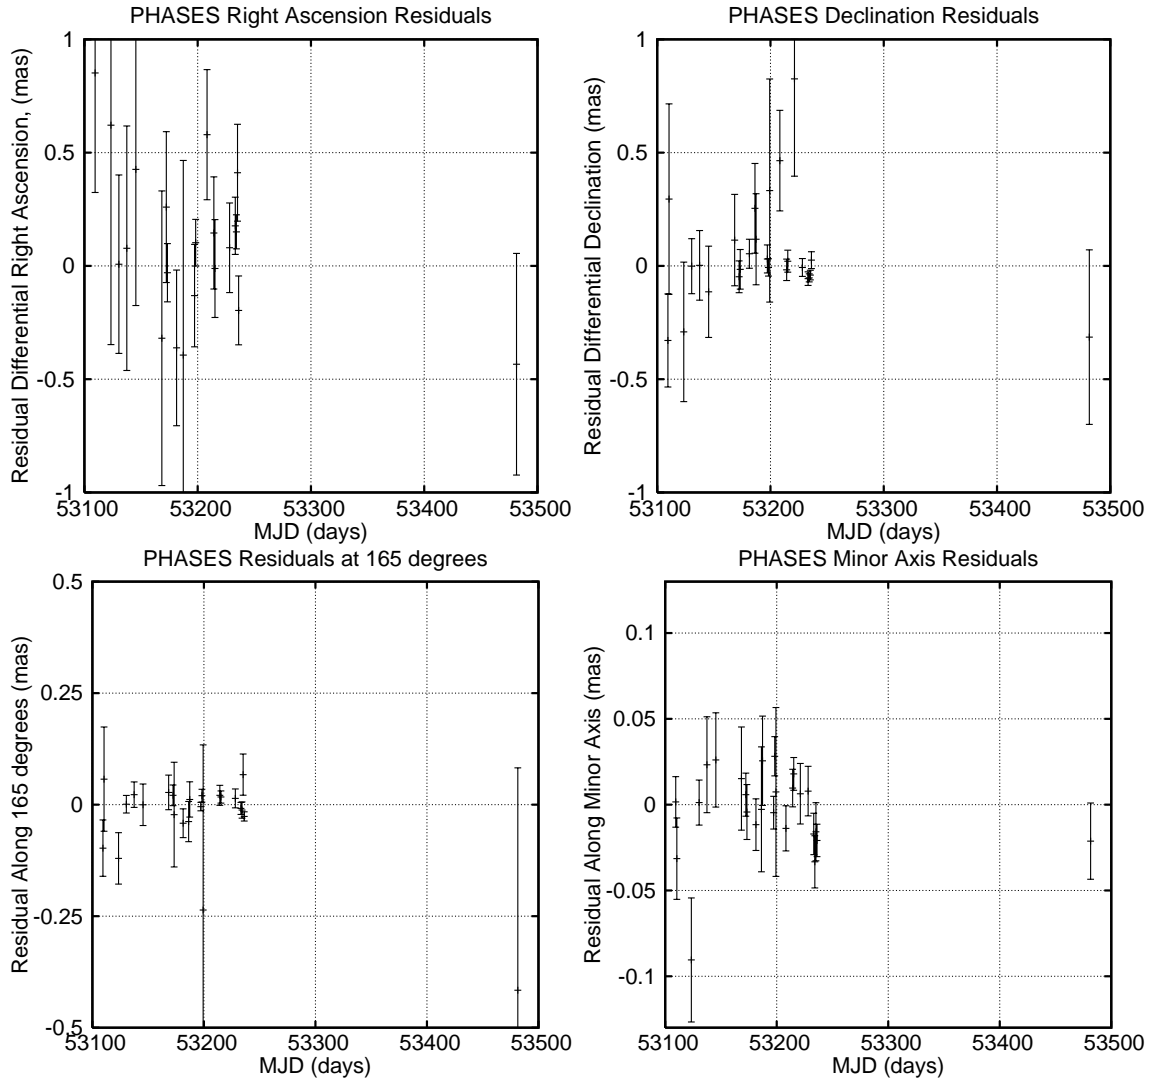 PHASES Right Ascension Residuals
Residual Differential Right Ascension, (mas)
1
0.5
0
-0.5
-1
53100 53200 53300 53400 53500
MJD (days)
PHASES Declination Residuals
Residual Differential Declination (mas)
1
0.5
0
-0.5
-1
53100 53200 53300 53400 53500
MJD (days)
PHASES Residuals at 165 degrees
Residual Along 165 degrees (mas)
0.5
0.25
0
-0.25
-0.5
53100 53200 53300 53400 53500
MJD (days)
PHASES Minor Axis Residuals
Residual Along Minor Axis (mas)
0.1
0.05
0
-0.05
-0.1
53100 53200 53300 53400 53500
MJD (days)